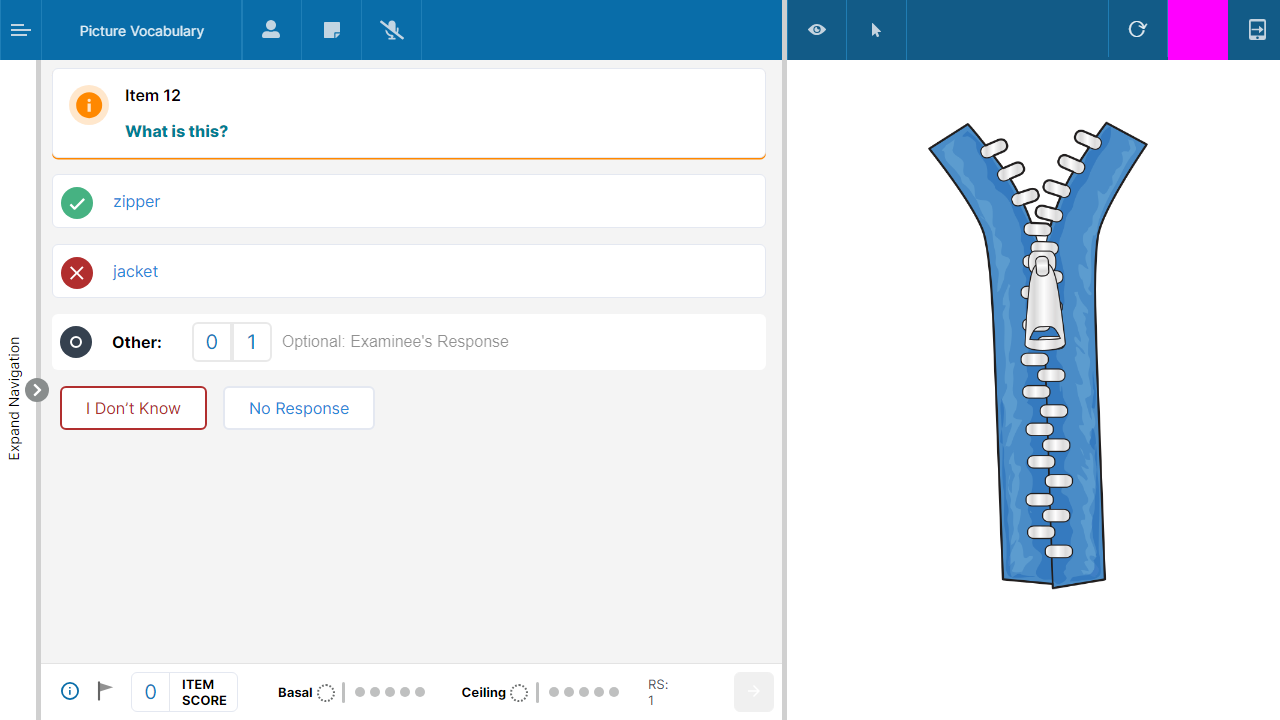 Picture Vocabulary
Item 12
What is this?
zipper
jacket
Other: 0 1 Optional: Examinee's Response
I Don't Know No Response
Expand Navigation
0 ITEM SCORE Basal Ceiling RS: 1